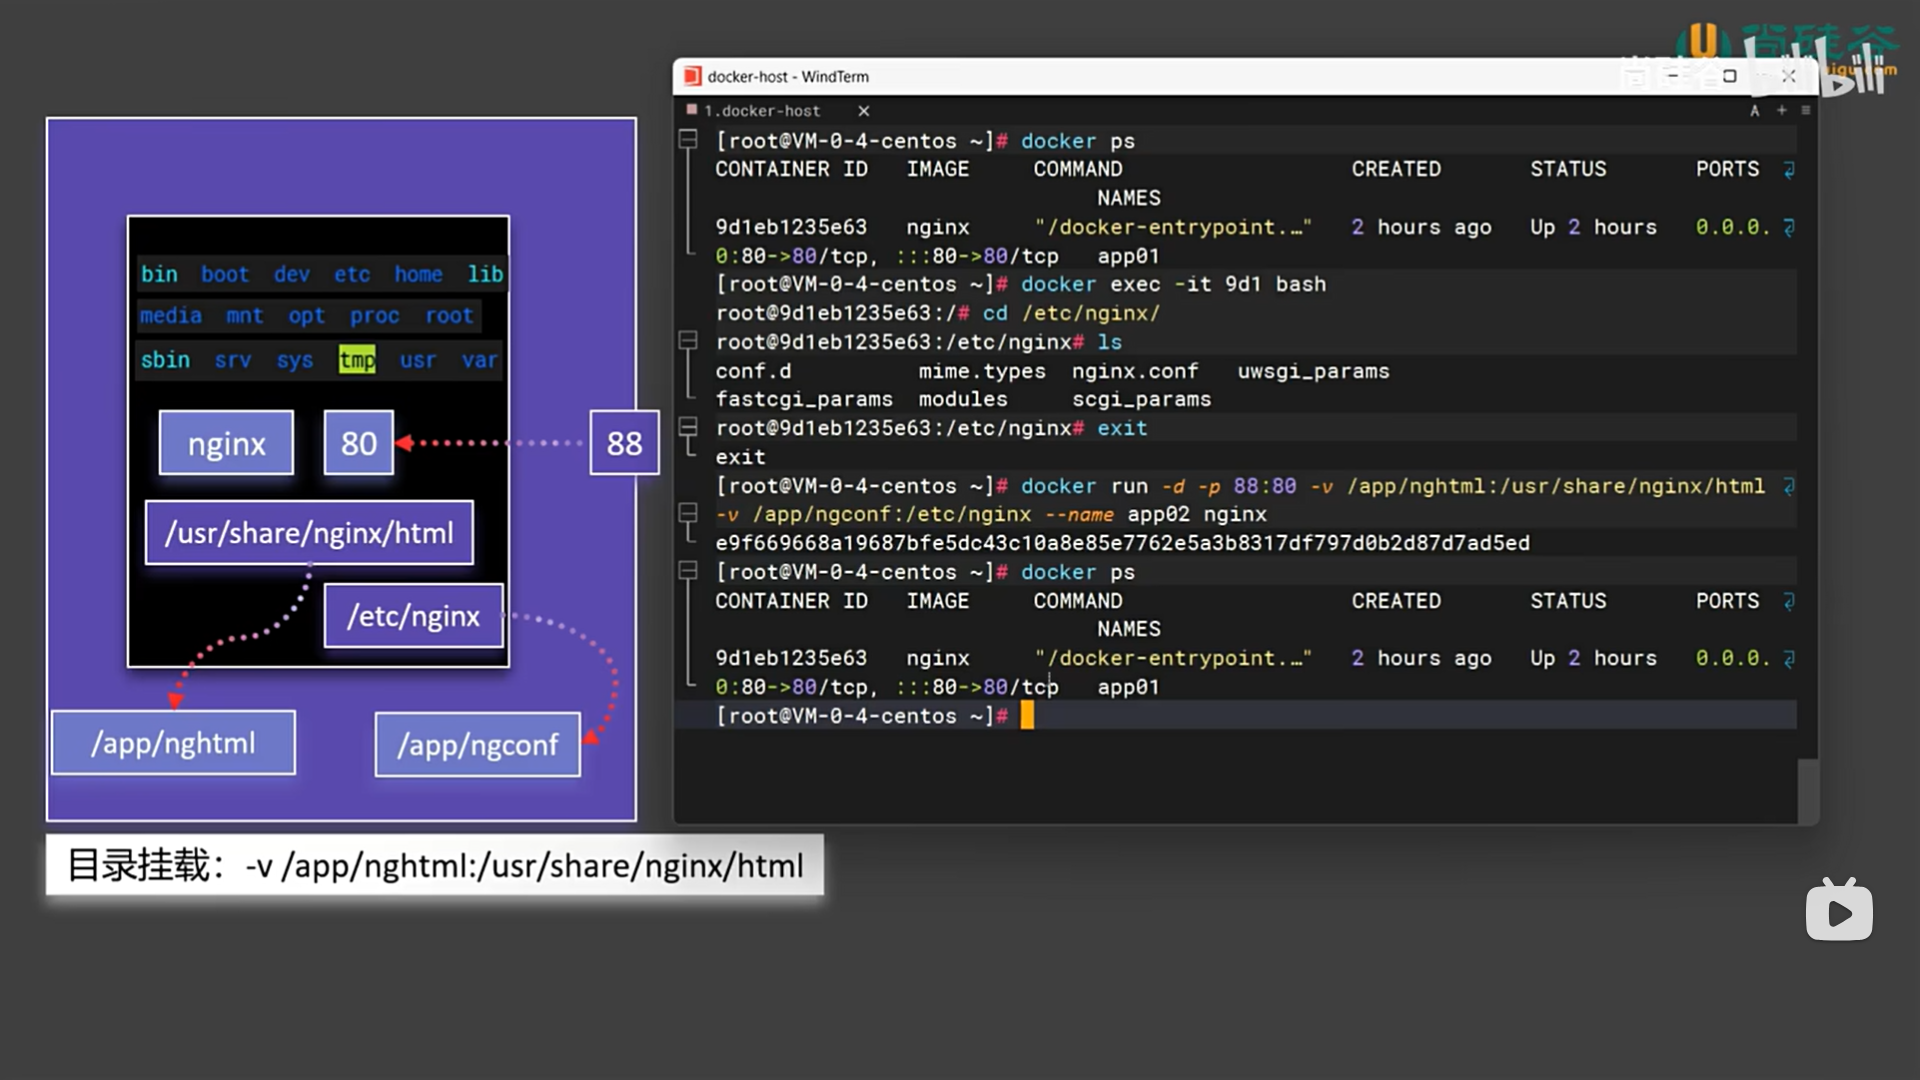 尚硅谷
bilibili
docker-host - WindTerm
1.docker-host
[root@VM-0-4-centos ~]# docker ps
CONTAINER ID IMAGE COMMAND CREATED STATUS PORTS
NAMES
9d1eb1235e63 nginx "/docker-entrypoint.…" 2 hours ago Up 2 hours 0.0.0.
0:80->80/tcp, :::80->80/tcp app01
[root@VM-0-4-centos ~]# docker exec -it 9d1 bash
root@9d1eb1235e63:/# cd /etc/nginx/
root@9d1eb1235e63:/etc/nginx# ls
conf.d mime.types nginx.conf uwsgi_params
fastcgi_params modules scgi_params
root@9d1eb1235e63:/etc/nginx# exit
exit
[root@VM-0-4-centos ~]# docker run -d -p 88:80 -v /app/nghtml:/usr/share/nginx/html
-v /app/ngconf:/etc/nginx --name app02 nginx
e9f669668a19687bfe5dc43c10a8e85e7762e5a3b8317df797d0b2d87d7ad5ed
[root@VM-0-4-centos ~]# docker ps
CONTAINER ID IMAGE COMMAND CREATED STATUS PORTS
NAMES
9d1eb1235e63 nginx "/docker-entrypoint.…" 2 hours ago Up 2 hours 0.0.0.
0:80->80/tcp, :::80->80/tcp app01
[root@VM-0-4-centos ~]#
bin boot dev etc home lib
media mnt opt proc root
sbin srv sys tmp usr var
nginx 80 88
/usr/share/nginx/html
/etc/nginx
/app/nghtml /app/ngconf
目录挂载：-v /app/nghtml:/usr/share/nginx/html